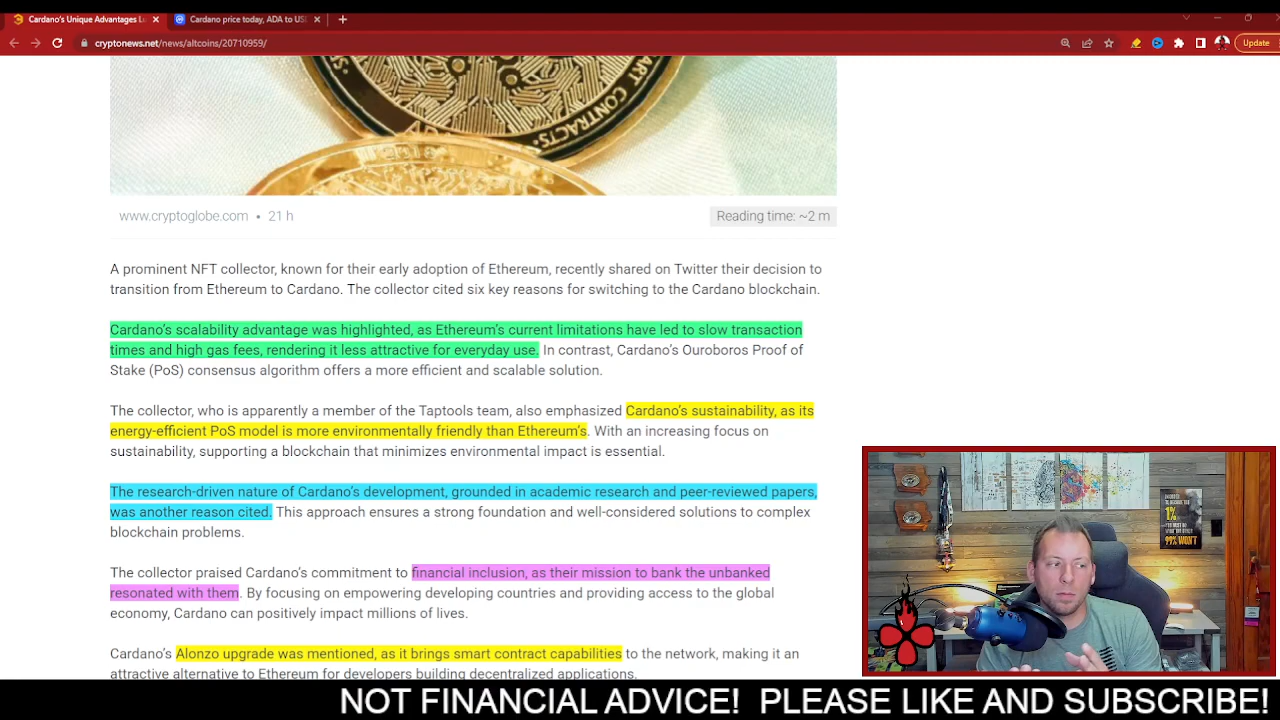 Cardano's Unique Advantages L
Cardano price today, ADA to US
cryptonews.net/news/altcoins/20710959/
Update
SMART CONTRACTS
www.cryptoglobe.com • 21 h
Reading time: ~2 m
A prominent NFT collector, known for their early adoption of Ethereum, recently shared on Twitter their decision to
transition from Ethereum to Cardano. The collector cited six key reasons for switching to the Cardano blockchain.
Cardano's scalability advantage was highlighted, as Ethereum's current limitations have led to slow transaction
times and high gas fees, rendering it less attractive for everyday use. In contrast, Cardano's Ouroboros Proof of
Stake (PoS) consensus algorithm offers a more efficient and scalable solution.
The collector, who is apparently a member of the Taptools team, also emphasized Cardano's sustainability, as its
energy-efficient PoS model is more environmentally friendly than Ethereum's. With an increasing focus on
sustainability, supporting a blockchain that minimizes environmental impact is essential.
The research-driven nature of Cardano's development, grounded in academic research and peer-reviewed papers,
was another reason cited. This approach ensures a strong foundation and well-considered solutions to complex
blockchain problems.
The collector praised Cardano's commitment to financial inclusion, as their mission to bank the unbanked
resonated with them. By focusing on empowering developing countries and providing access to the global
economy, Cardano can positively impact millions of lives.
Cardano's Alonzo upgrade was mentioned, as it brings smart contract capabilities to the network, making it an
attractive alternative to Ethereum for developers building decentralized applications.
1%
99% WON'T
NOT FINANCIAL ADVICE! PLEASE LIKE AND SUBSCRIBE!